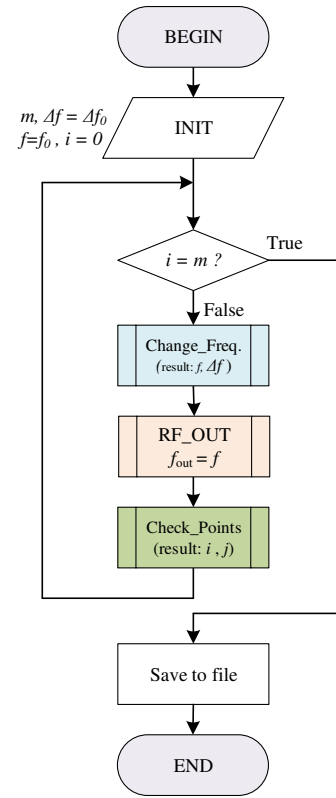 BEGIN
m, Δf = Δf₀
f=f₀ , i = 0
INIT
i = m ?
True
False
Change_Freq.
(result: f, Δf )
RF_OUT
fout = f
Check_Points
(result: i , j)
Save to file
END